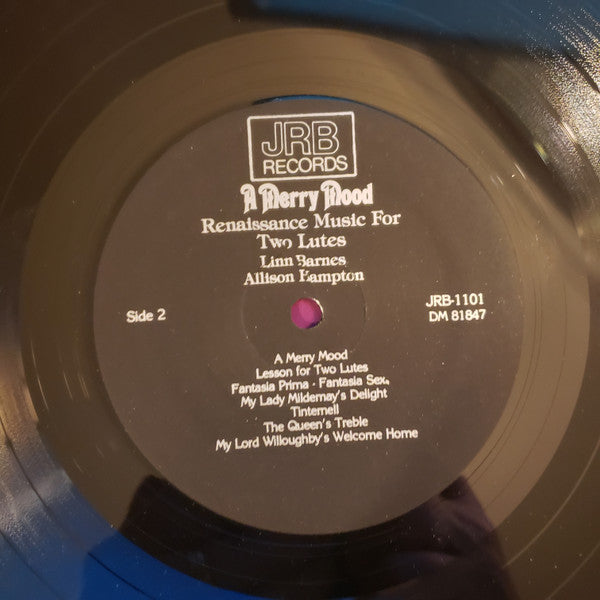 JRB
RECORDS
A Merry Mood
Renaissance Music For
Two Lutes
Linn Barnes
Allison Hampton
Side 2
JRB-1101
DM 81847
A Merry Mood
Lesson for Two Lutes
Fantasia Prima - Fantasia Sex.
My Lady Mildemay's Delight
Tinternell
The Queen's Treble
My Lord Willoughby's Welcome Home